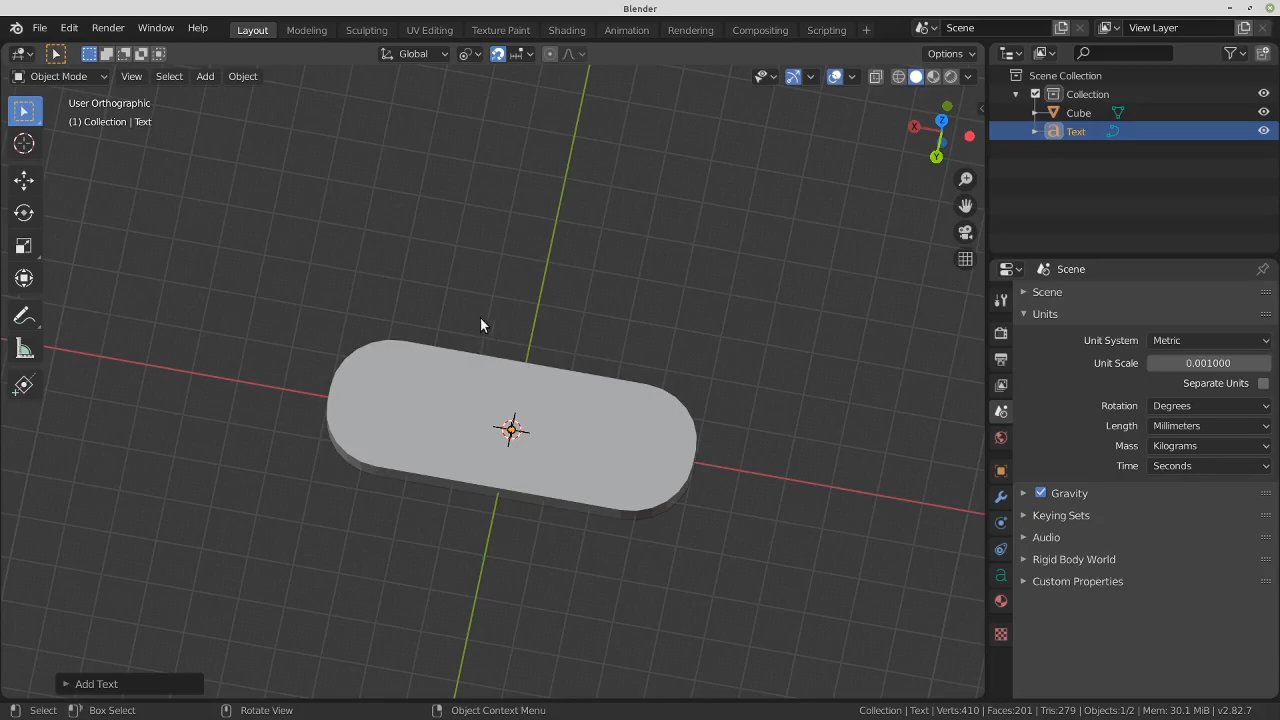 Blender
File Edit Render Window Help Layout Modeling Sculpting UV Editing Texture Paint Shading Animation Rendering Compositing Scripting + Scene View Layer
Global Options
Object Mode View Select Add Object
User Orthographic
(1) Collection | Text
X Z Y
Scene Collection
Collection
Cube
Text
Scene
Scene
Units
Unit System Metric
Unit Scale 0.001000
Separate Units
Rotation Degrees
Length Millimeters
Mass Kilograms
Time Seconds
Gravity
Keying Sets
Audio
Rigid Body World
Custom Properties
Add Text
Select Box Select Rotate View Object Context Menu Collection | Text | Verts:410 | Faces:201 | Tris:279 | Objects:1/2 | Mem: 30.1 MiB | v2.82.7